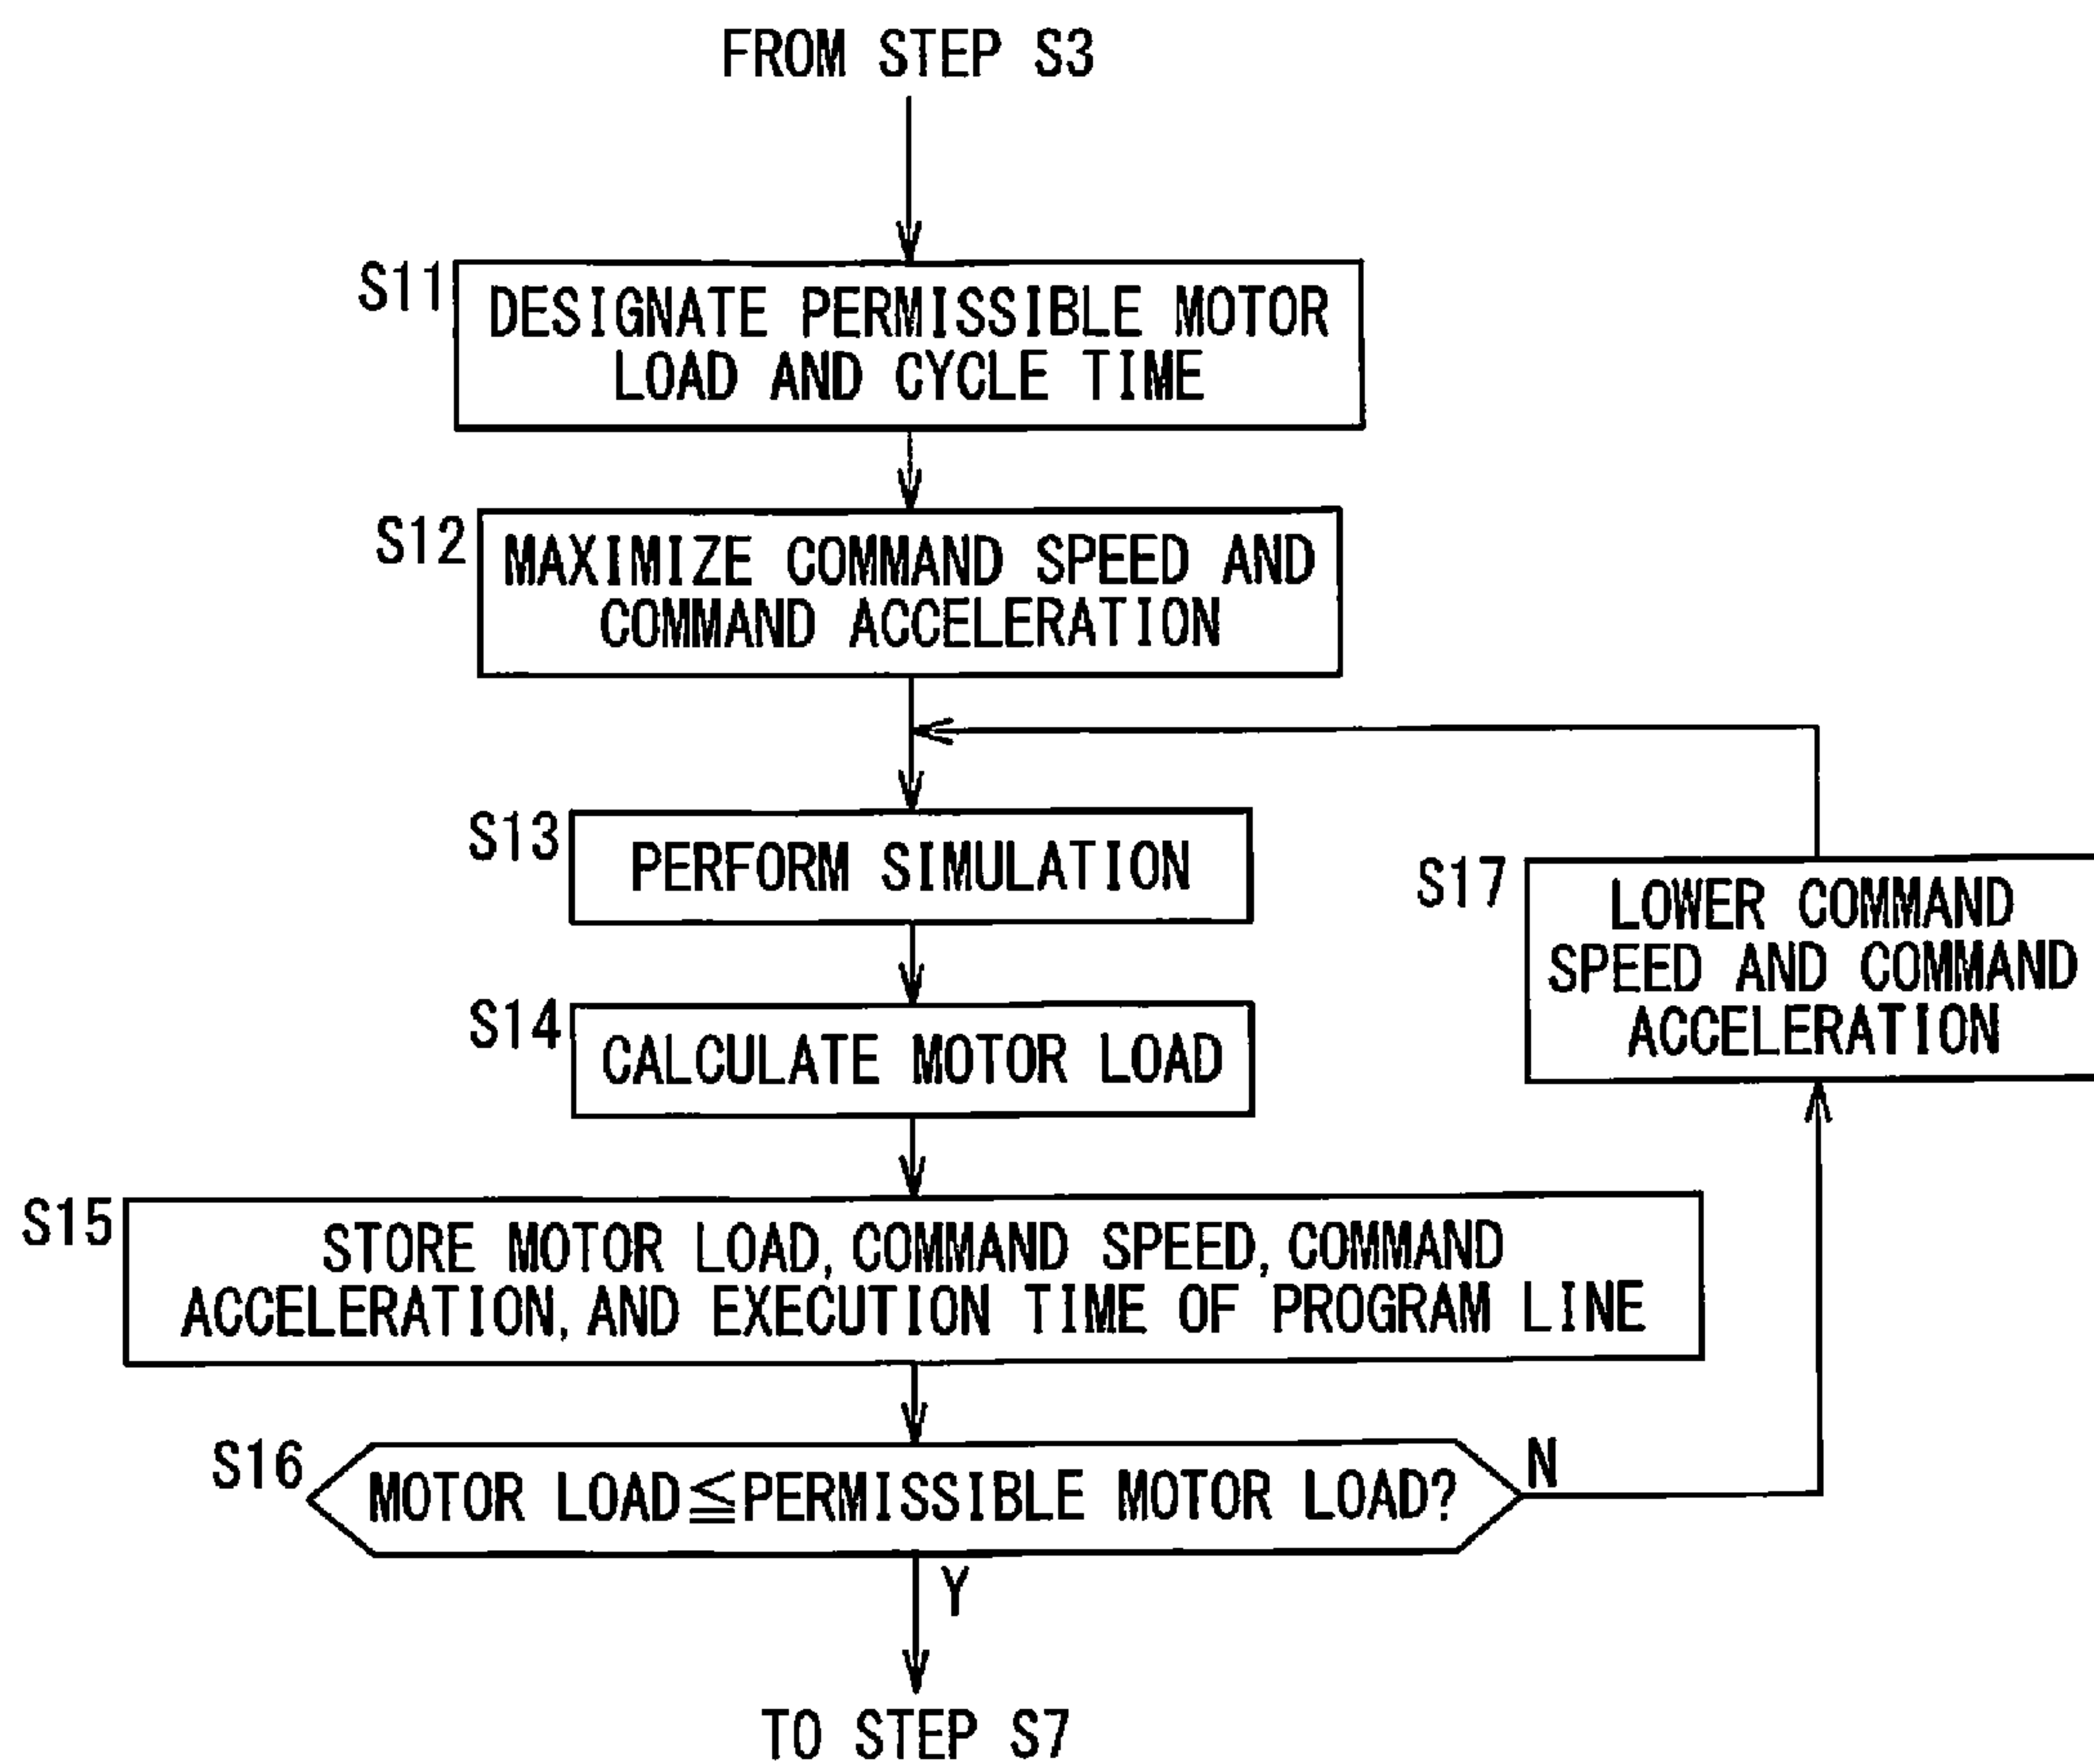 FROM STEP S3
S11
DESIGNATE PERMISSIBLE MOTOR
LOAD AND CYCLE TIME
S12
MAXIMIZE COMMAND SPEED AND
COMMAND ACCELERATION
S13
PERFORM SIMULATION
S17
LOWER COMMAND
SPEED AND COMMAND
ACCELERATION
S14
CALCULATE MOTOR LOAD
S15
STORE MOTOR LOAD, COMMAND SPEED, COMMAND
ACCELERATION, AND EXECUTION TIME OF PROGRAM LINE
S16
MOTOR LOAD≦PERMISSIBLE MOTOR LOAD?
N
Y
TO STEP S7